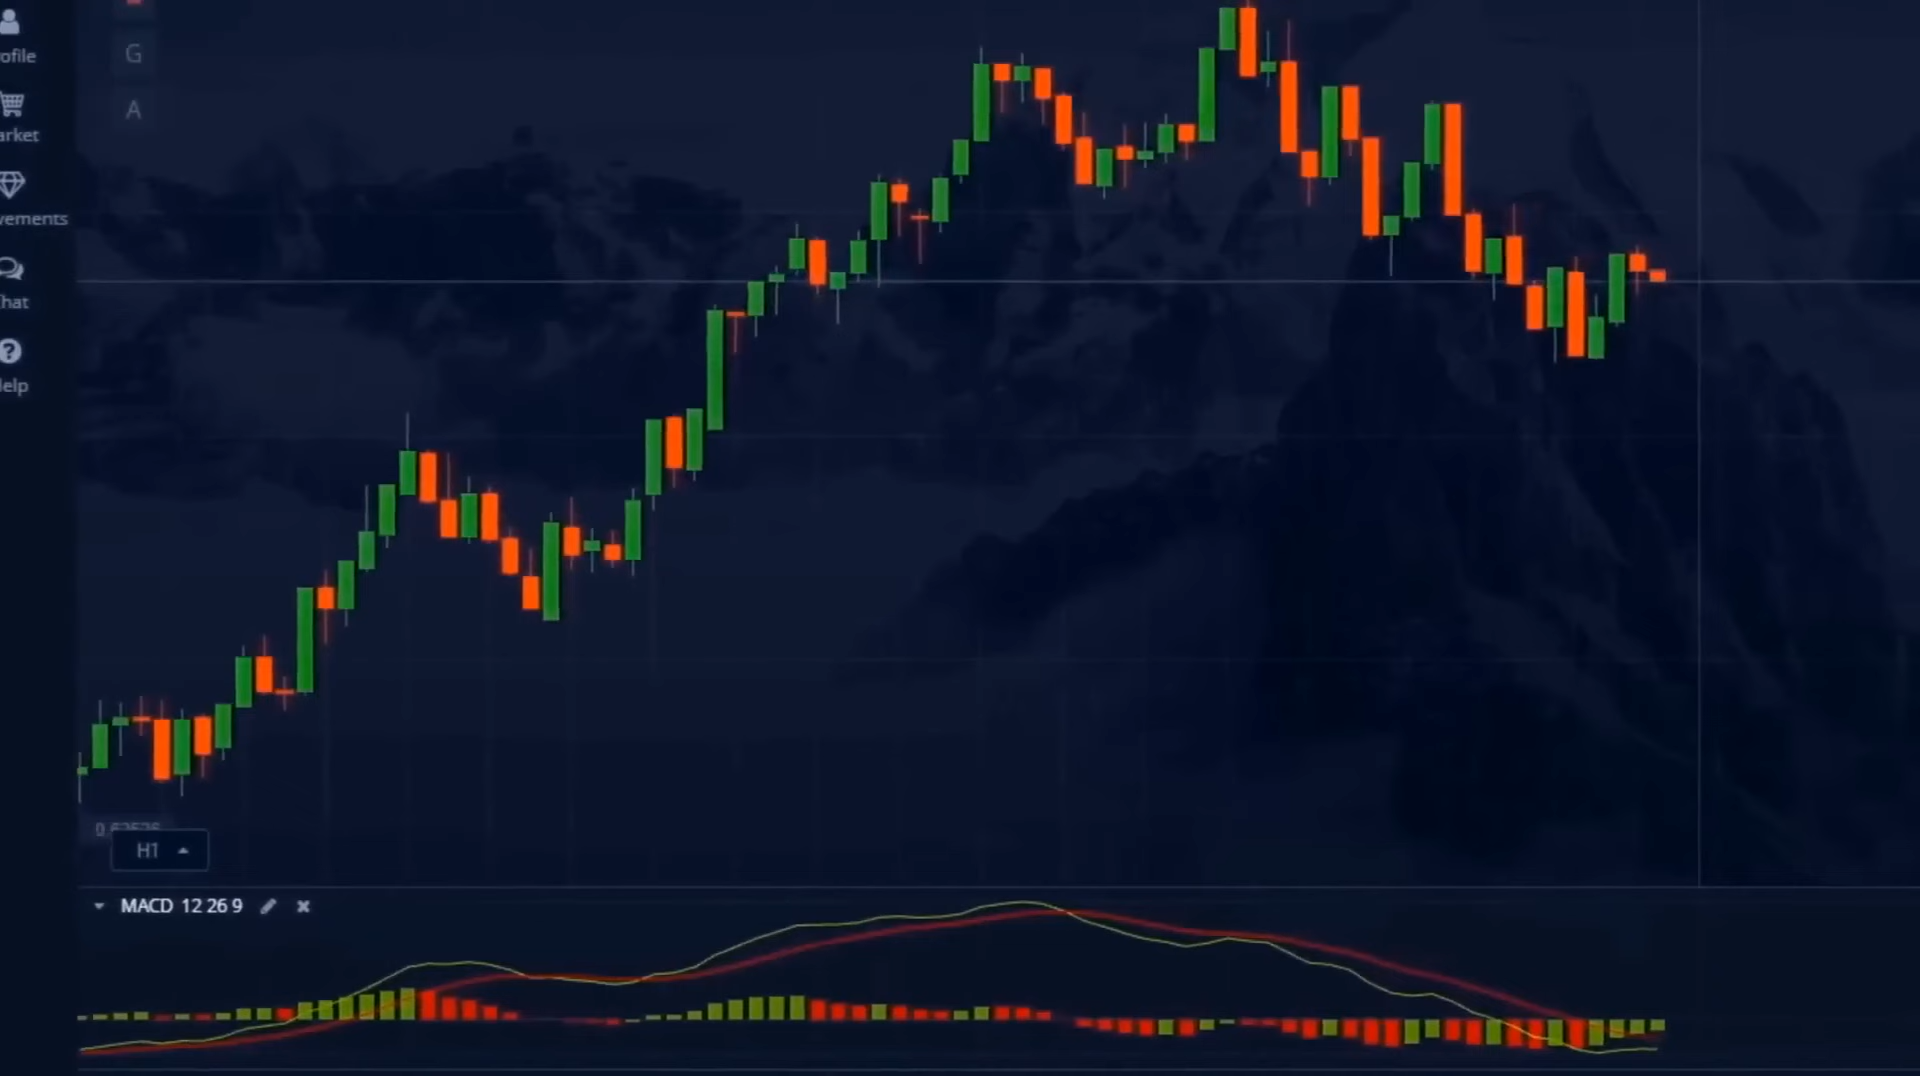 ofile
G
A
arket
vements
hat
elp
H1
MACD 12 26 9